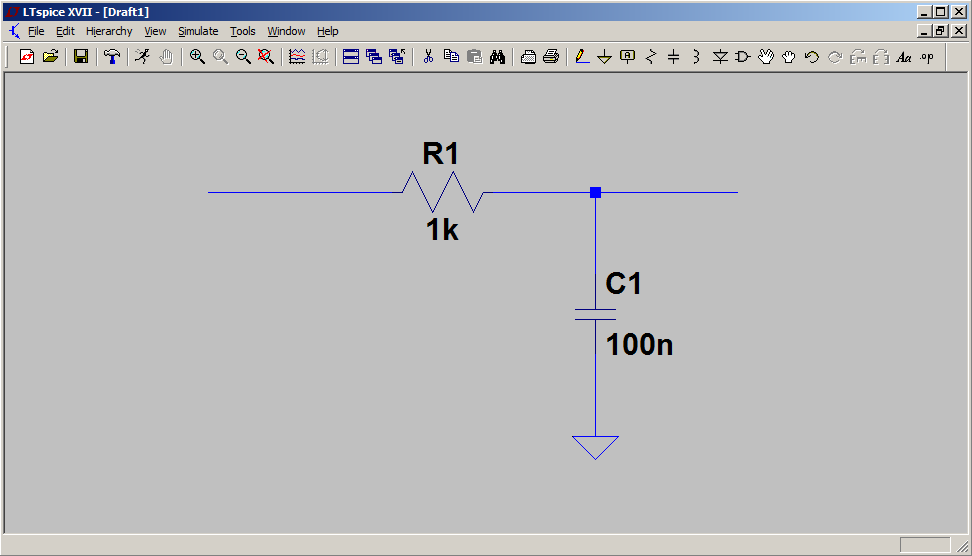 LTspice XVII - [Draft1]
File Edit Hierarchy View Simulate Tools Window Help
Aa .op
R1
1k
C1
100n